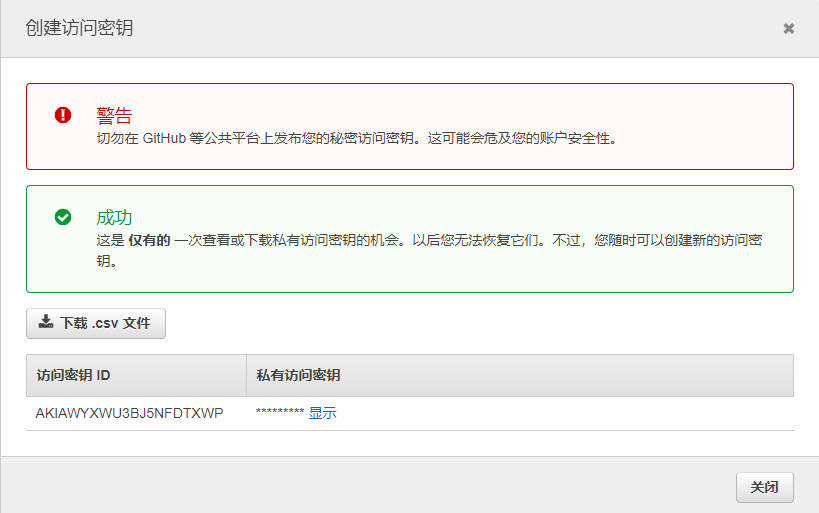 创建访问密钥
警告
切勿在 GitHub 等公共平台上发布您的秘密访问密钥。这可能会危及您的账户安全性。
成功
这是 仅有的 一次查看或下载私有访问密钥的机会。以后您无法恢复它们。不过，您随时可以创建新的访问密
钥。
下载 .csv 文件
访问密钥 ID 私有访问密钥
AKIAWYXWU3BJ5NFDTXWP ********* 显示
关闭